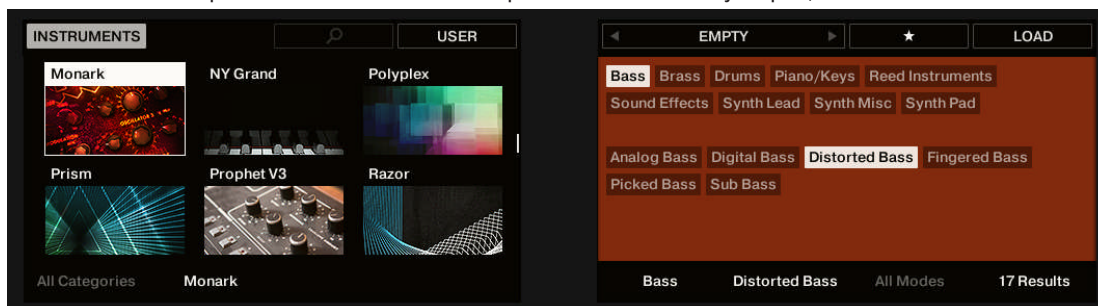 INSTRUMENTS USER
Monark NY Grand Polyplex
Prism Prophet V3 Razor
All Categories Monark
EMPTY ★ LOAD
Bass Brass Drums Piano/Keys Reed Instruments
Sound Effects Synth Lead Synth Misc Synth Pad
Analog Bass Digital Bass Distorted Bass Fingered Bass
Picked Bass Sub Bass
Bass Distorted Bass All Modes 17 Results